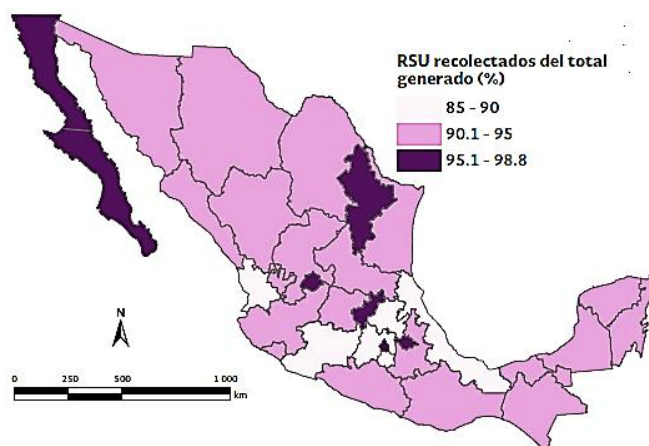 RSU recolectados del total
generado (%)
85 - 90
90.1 - 95
95.1 - 98.8
N
0 250 500 1 000
km